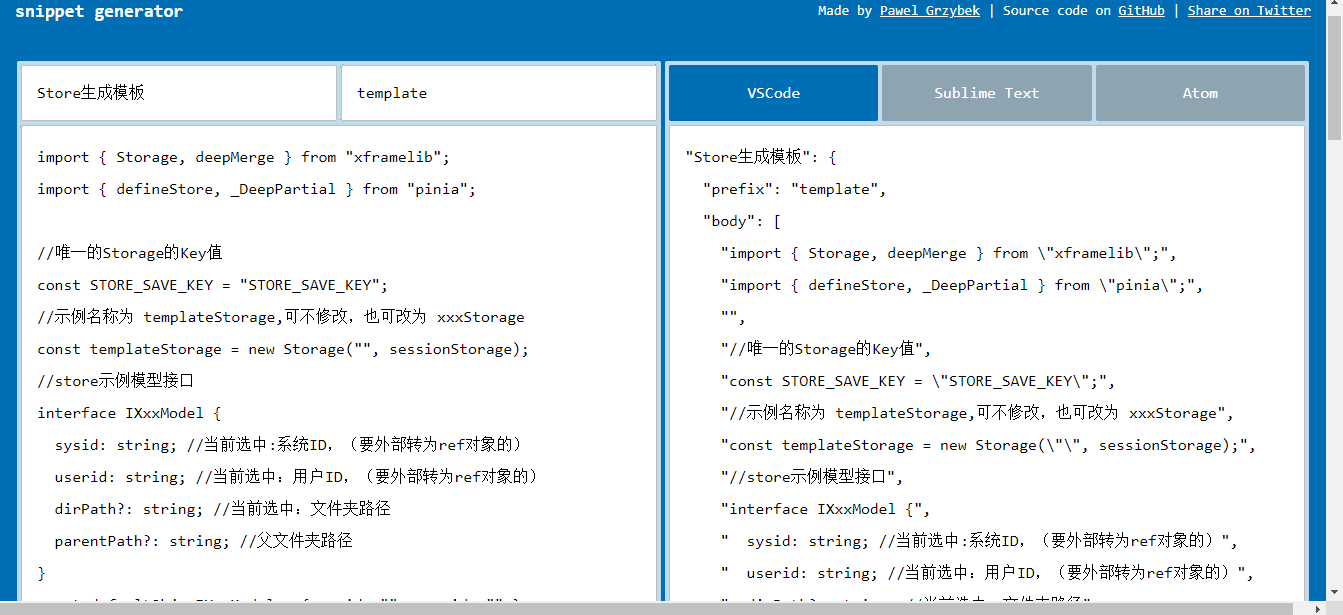 snippet generator
Made by Pawel Grzybek | Source code on GitHub | Share on Twitter
Store生成模板
template
import { Storage, deepMerge } from "xframelib";
import { defineStore, _DeepPartial } from "pinia";
//唯一的Storage的Key值
const STORE_SAVE_KEY = "STORE_SAVE_KEY";
//示例名称为 templateStorage,可不修改，也可改为 xxxStorage
const templateStorage = new Storage("", sessionStorage);
//store示例模型接口
interface IXxxModel {
sysid: string; //当前选中:系统ID，（要外部转为ref对象的）
userid: string; //当前选中：用户ID，（要外部转为ref对象的）
dirPath?: string; //当前选中：文件夹路径
parentPath?: string; //父文件夹路径
}
VSCode
Sublime Text
Atom
"Store生成模板": {
"prefix": "template",
"body": [
"import { Storage, deepMerge } from \"xframelib\";",
"import { defineStore, _DeepPartial } from \"pinia\";",
"",
"//唯一的Storage的Key值",
"const STORE_SAVE_KEY = \"STORE_SAVE_KEY\";",
"//示例名称为 templateStorage,可不修改，也可改为 xxxStorage",
"const templateStorage = new Storage(\"\", sessionStorage);",
"//store示例模型接口",
"interface IXxxModel {",
"  sysid: string; //当前选中:系统ID，（要外部转为ref对象的）",
"  userid: string; //当前选中：用户ID，（要外部转为ref对象的）",